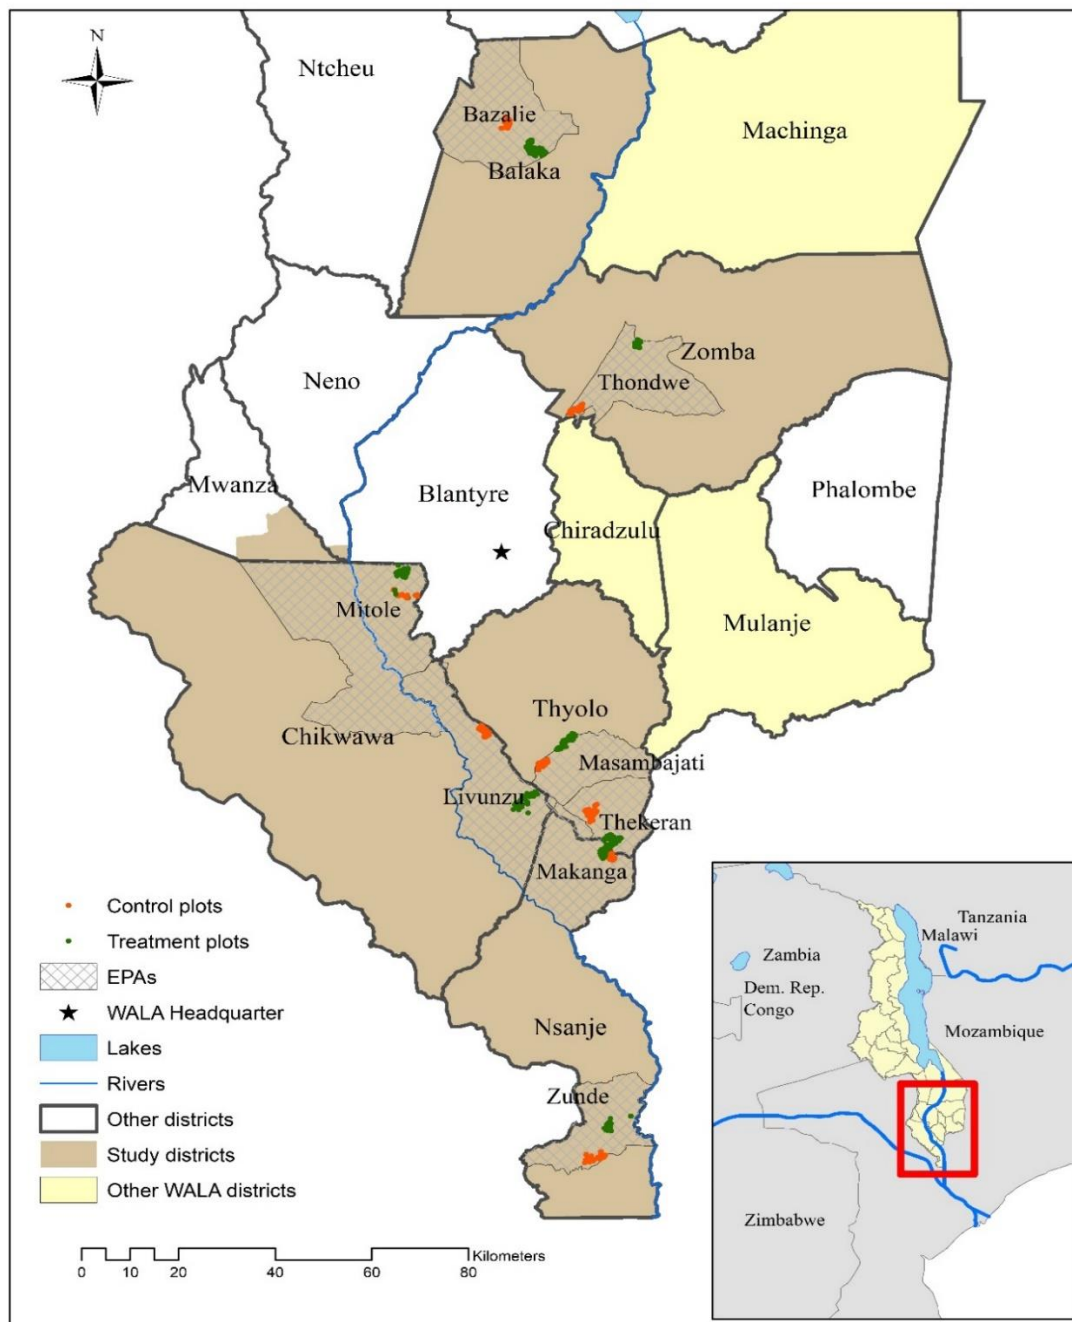 N
Ntcheu
Bazalie
Machinga
Balaka
Zomba
Neno
Thondwe
Mwanza
Blantyre
Phalombe
Chiradzulu
Mitole
Mulanje
Thyolo
Chikwawa
Masambajati
Livunzu
Thekeran
Makanga
Nsanje
Zunde
Control plots
Treatment plots
EPAs
WALA Headquarter
Lakes
Rivers
Other districts
Study districts
Other WALA districts
Kilometers
0 10 20 40 60 80
Tanzania
Malawi
Zambia
Dem. Rep.
Congo
Mozambique
Zimbabwe